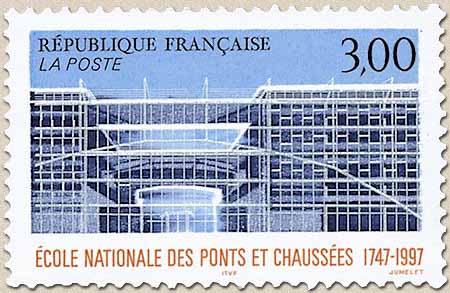 RÉPUBLIQUE FRANÇAISE 3,00
LA POSTE
ÉCOLE NATIONALE DES PONTS ET CHAUSSÉES 1747-1997
ITVF JUMELET